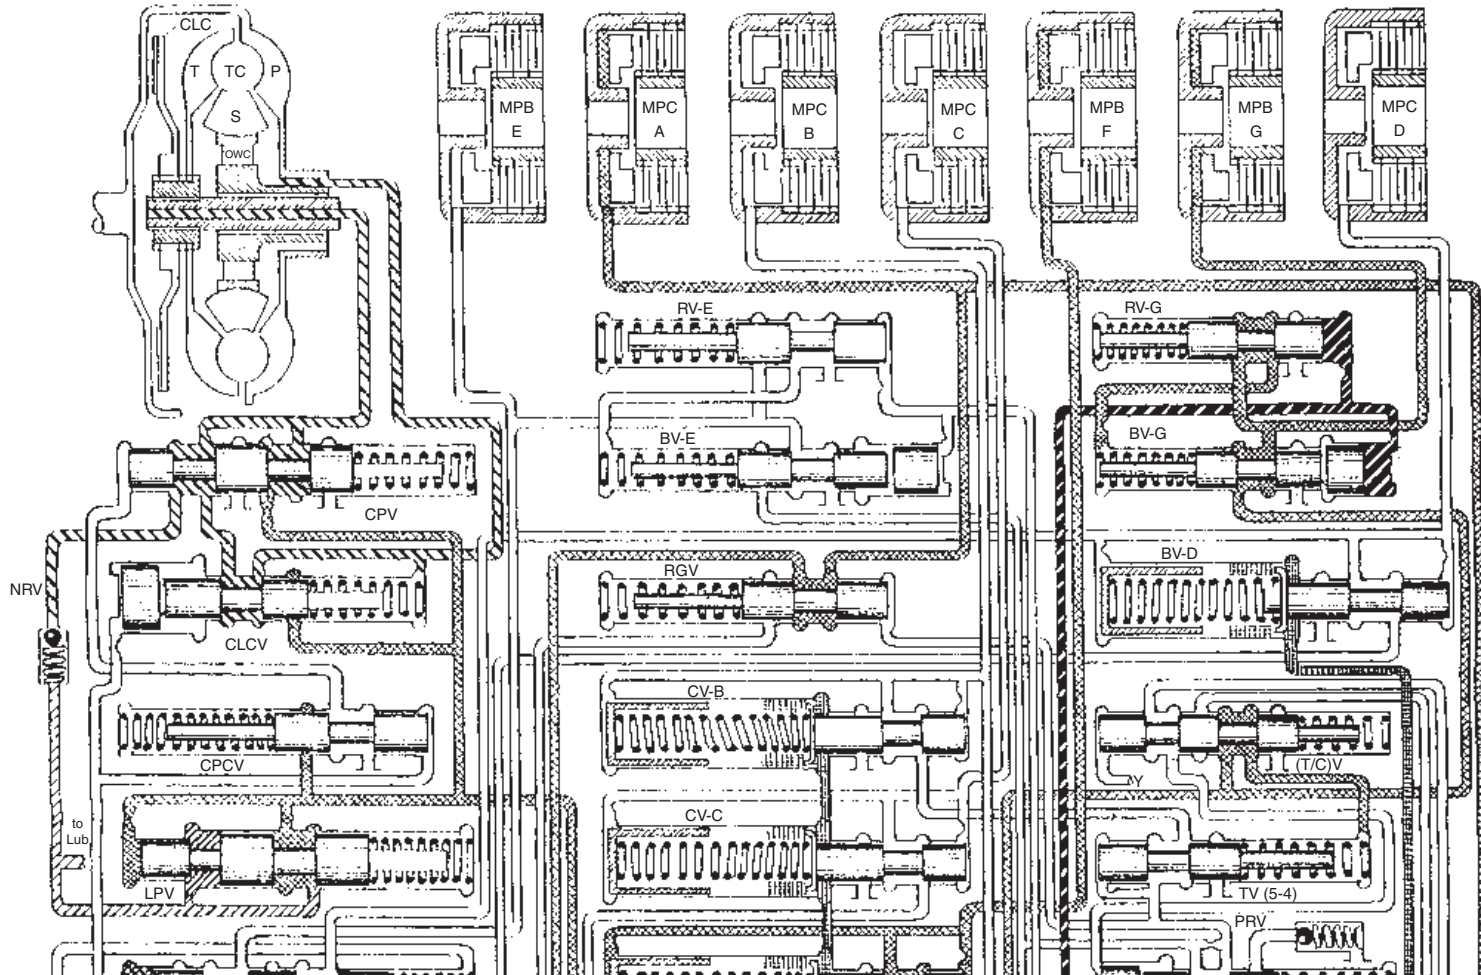 CLC
T TC P
S
OWC
MPB
E
MPC
A
MPC
B
MPC
C
MPB
F
MPB
G
MPC
D
RV-E
RV-G
BV-E
BV-G
CPV
BV-D
NRV
RGV
CLCV
CV-B
CPCV
(T/C)V
Y
to
Lub
CV-C
LPV
TV (5-4)
PRV